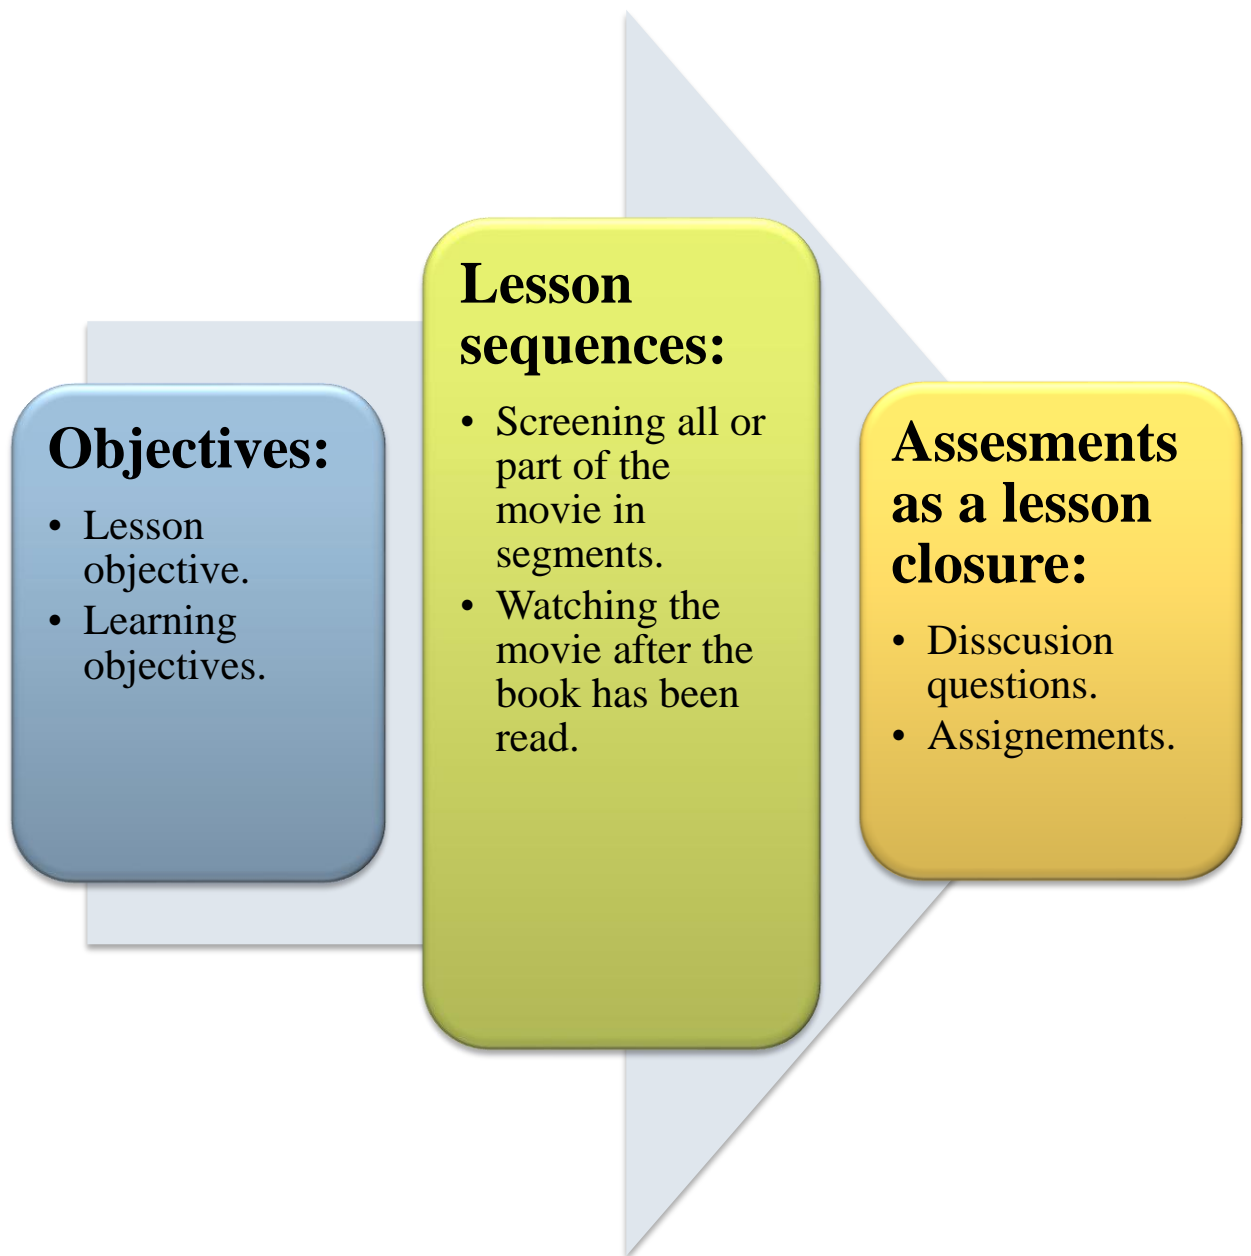 Objectives:
• Lesson
objective.
• Learning
objectives.
Lesson
sequences:
• Screening all or
part of the
movie in
segments.
• Watching the
movie after the
book has been
read.
Assesments
as a lesson
closure:
• Disscusion
questions.
• Assignements.